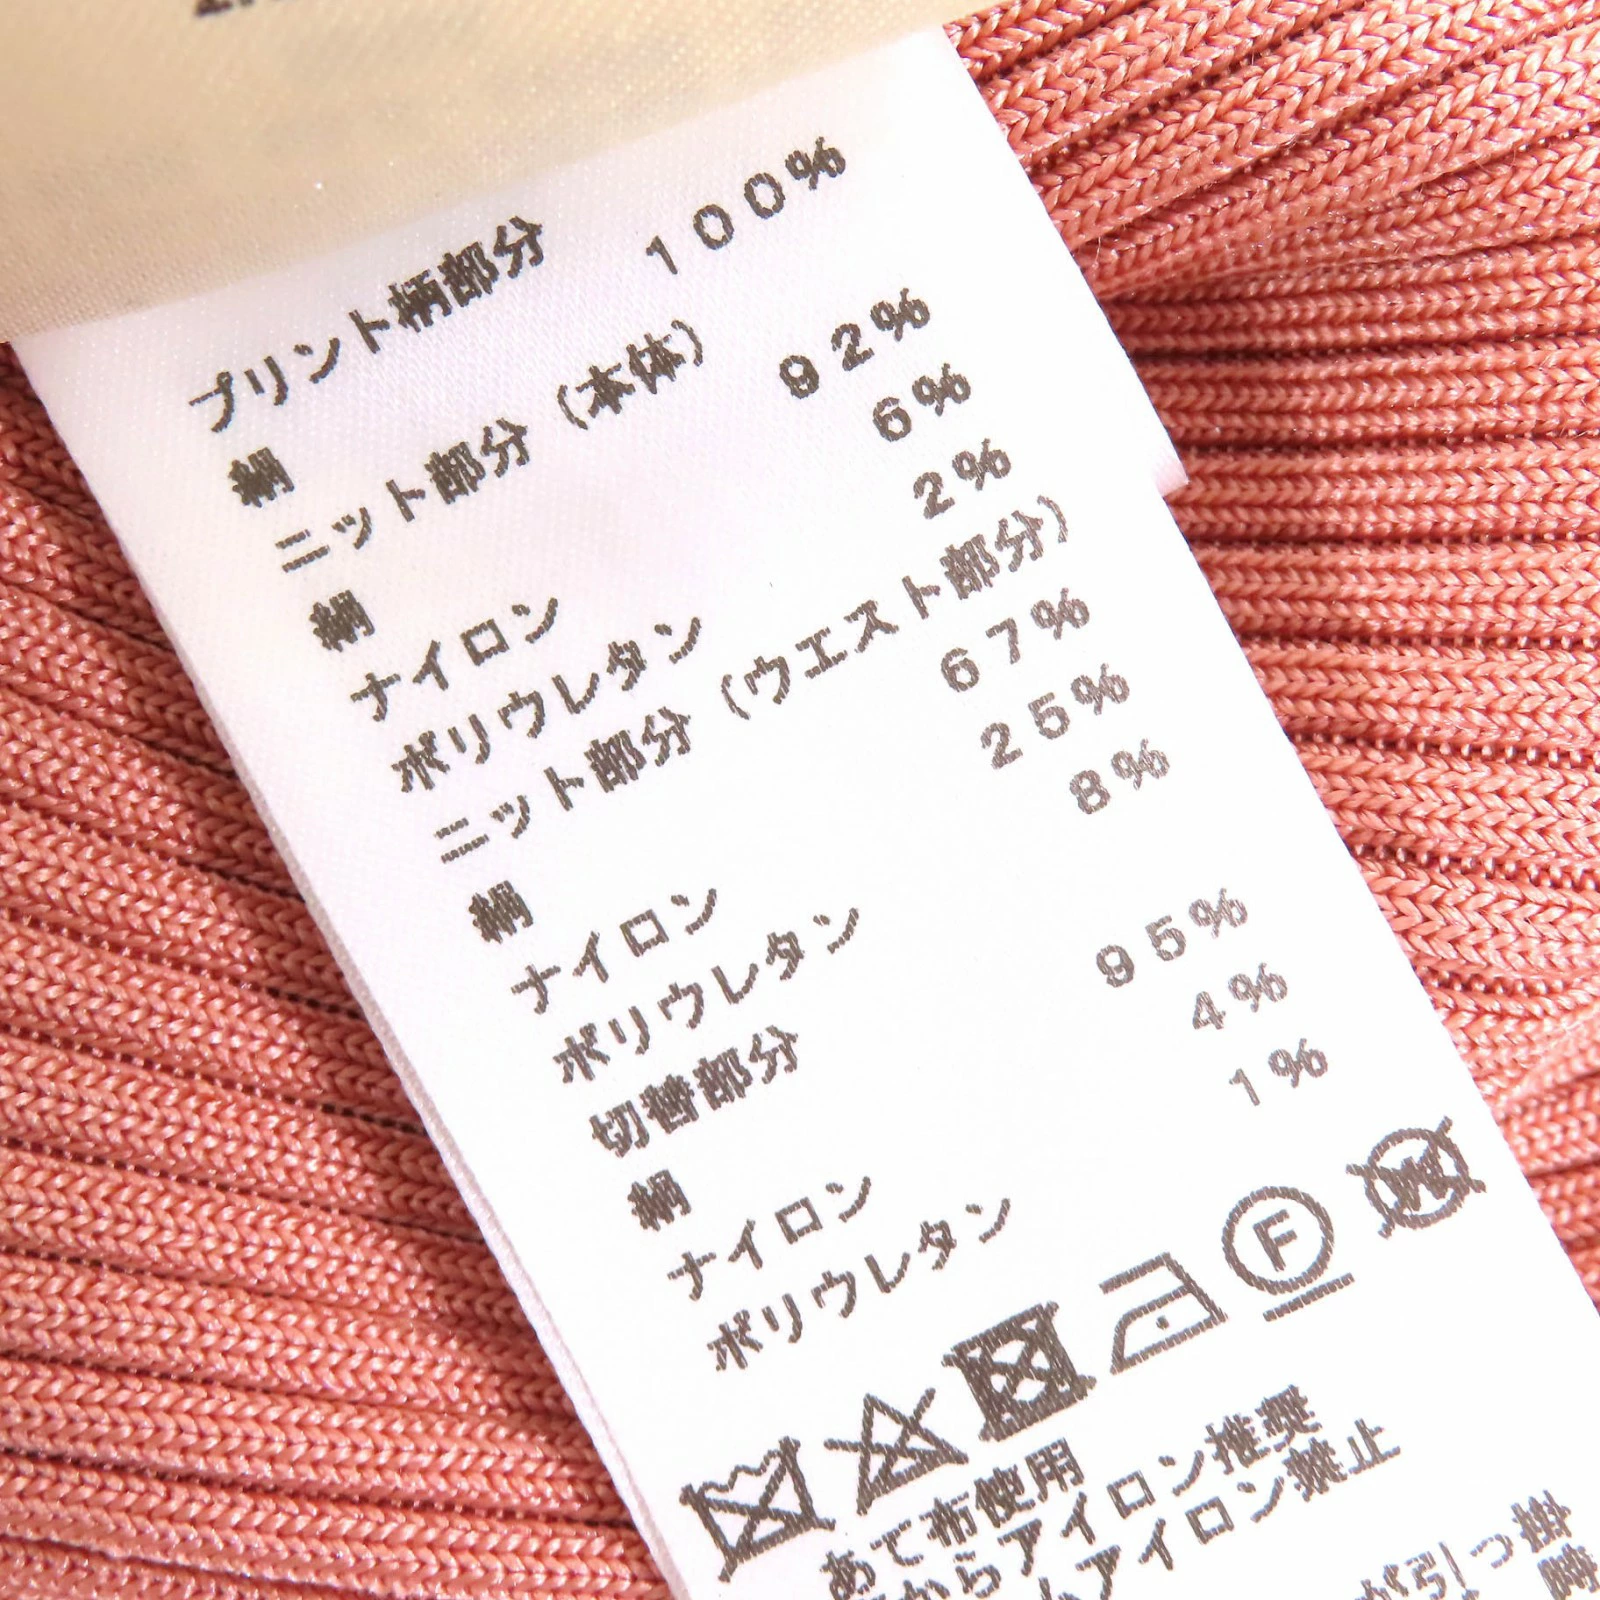 プリント柄部分
絹 100%
ニット部分(本体)
絹 92%
ナイロン 6%
ポリウレタン 2%
ニット部分(ウエスト部分)
絹 67%
ナイロン 25%
ポリウレタン 8%
切替部分
絹 95%
ナイロン 4%
ポリウレタン 1%
F W
あて布使用
からアイロン推奨
アイロン禁止
が引っ掛